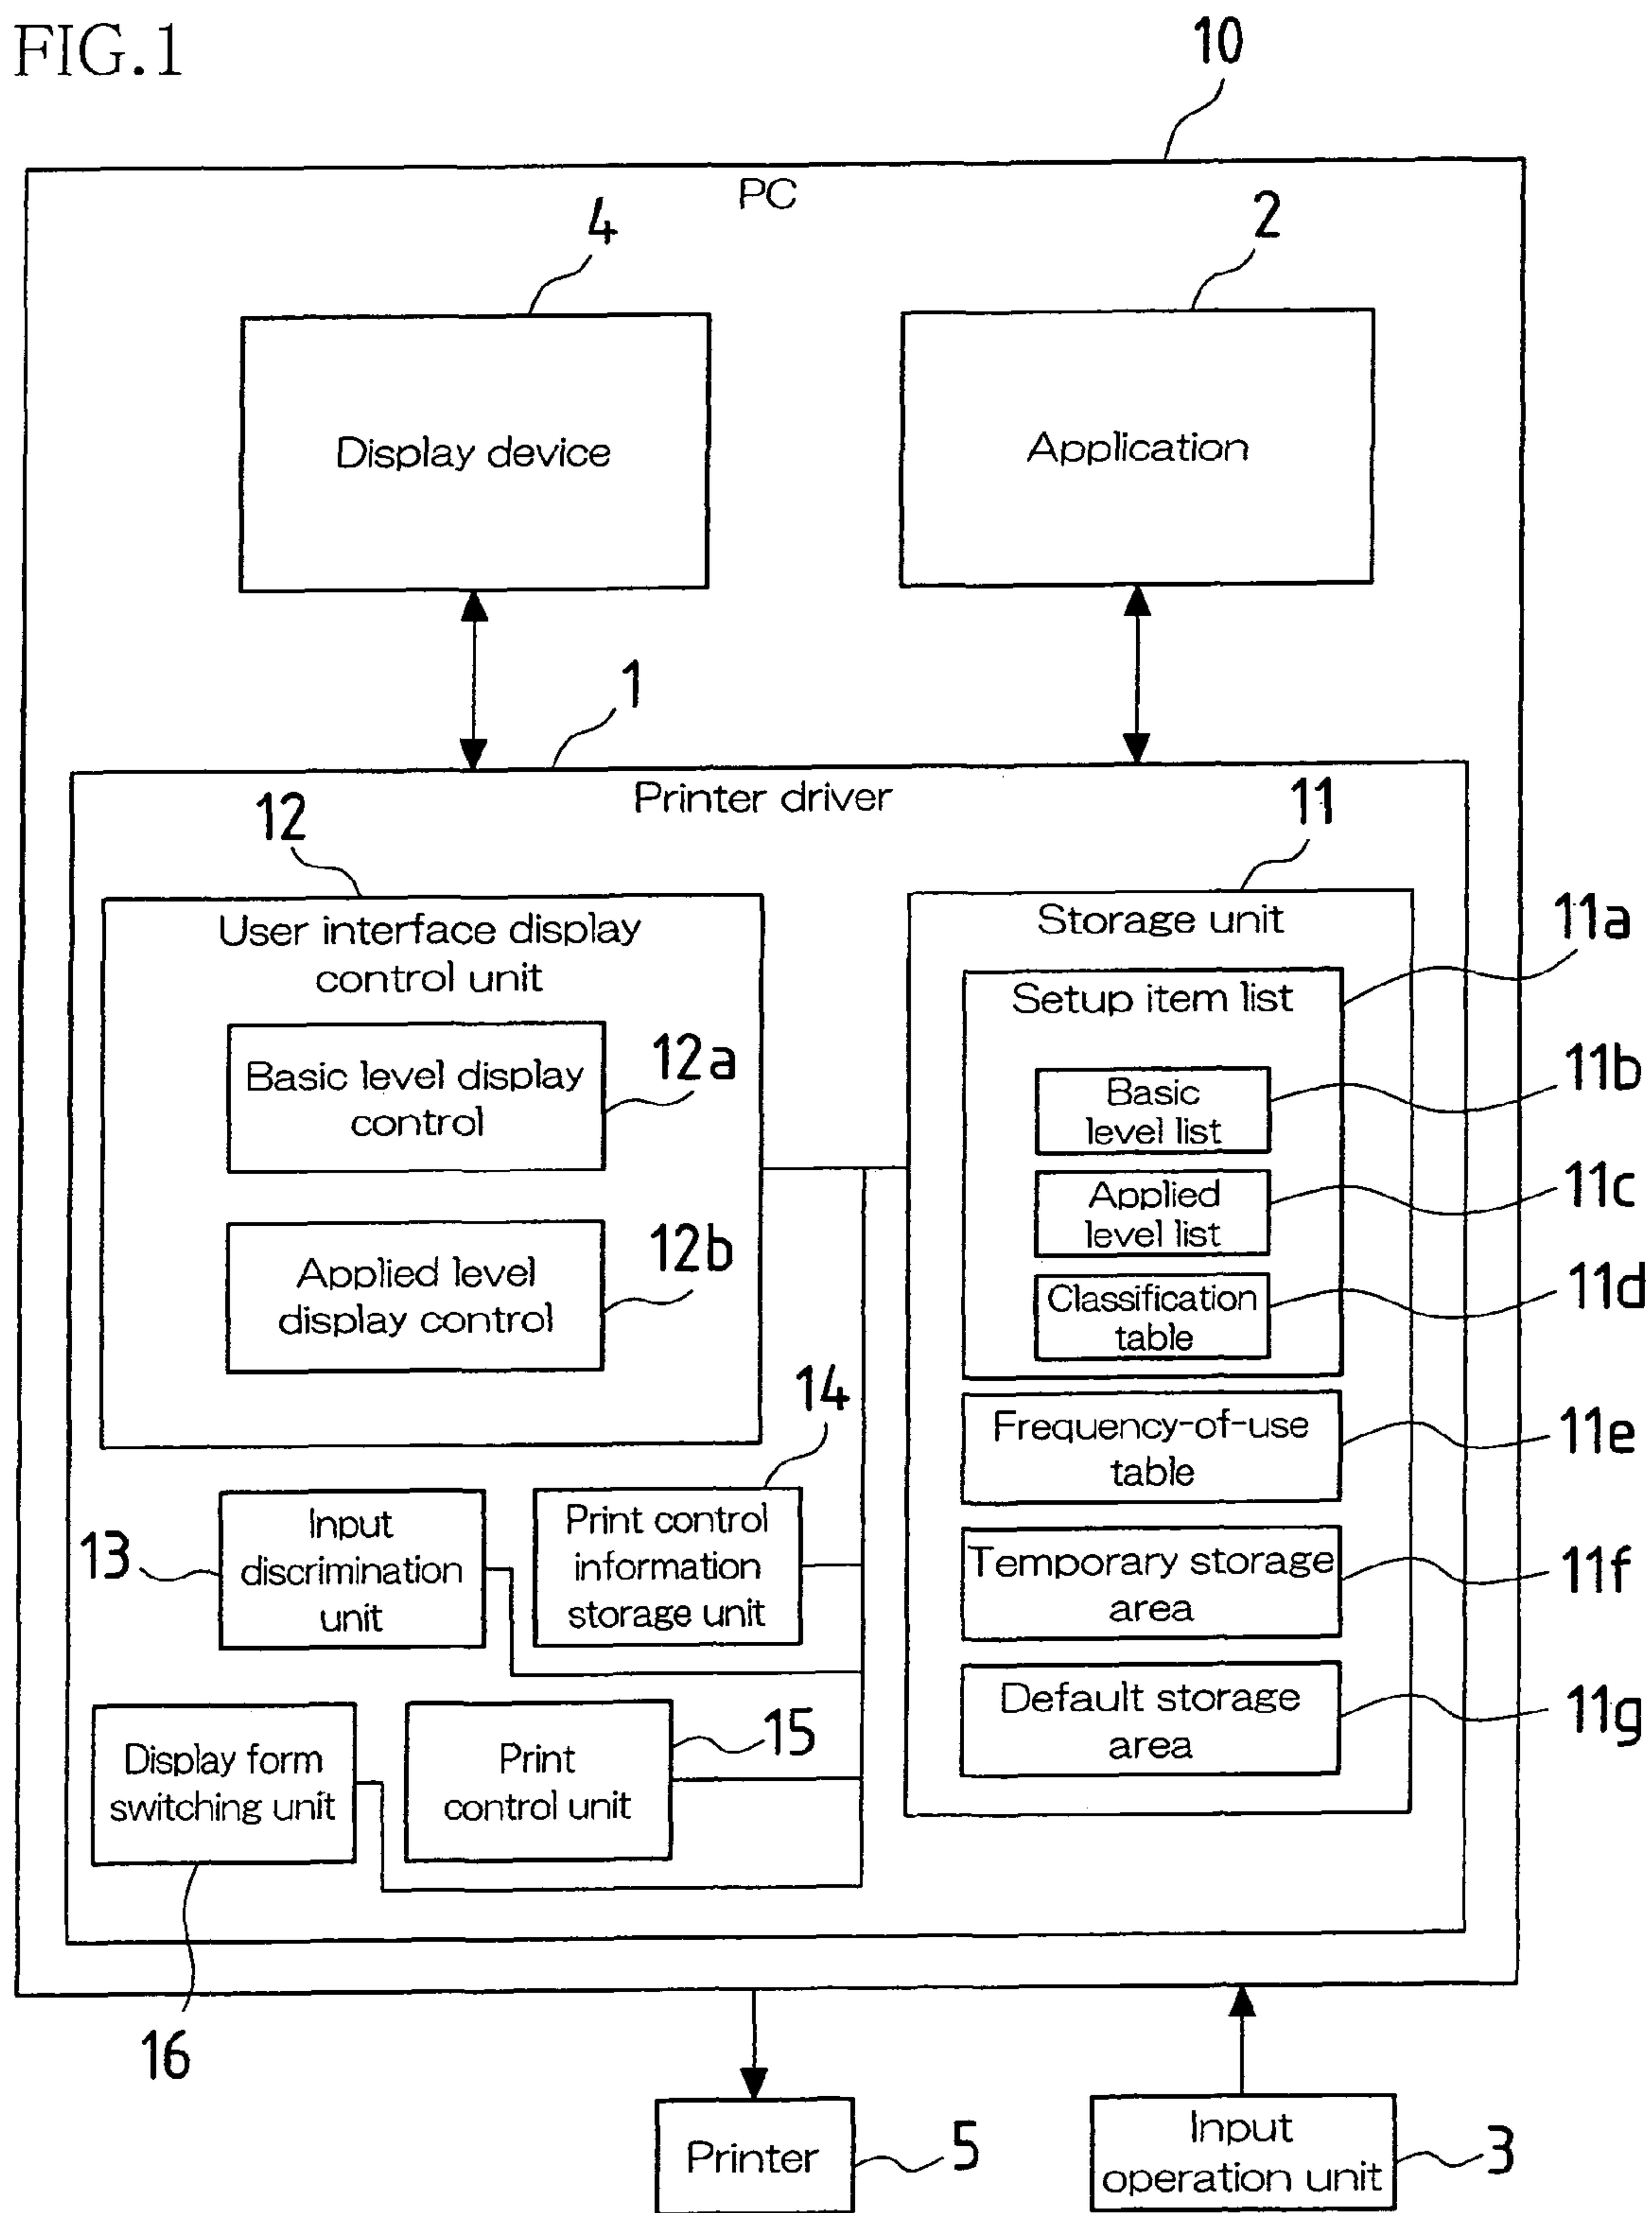 FIG.1
10
PC
4
2
Display device
Application
1
Printer driver
12
11
User interface display
control unit
Basic level display
control
12a
Applied level
display control
12b
Storage unit
11a
Setup item list
Basic
level list
11b
Applied
level list
11c
Classification
table
11d
Frequency-of-use
table
11e
Temporary storage
area
11f
Default storage
area
11g
14
13
Input
discrimination
unit
Print control
information
storage unit
Display form
switching unit
Print
control unit
15
16
Printer
5
Input
operation unit
3